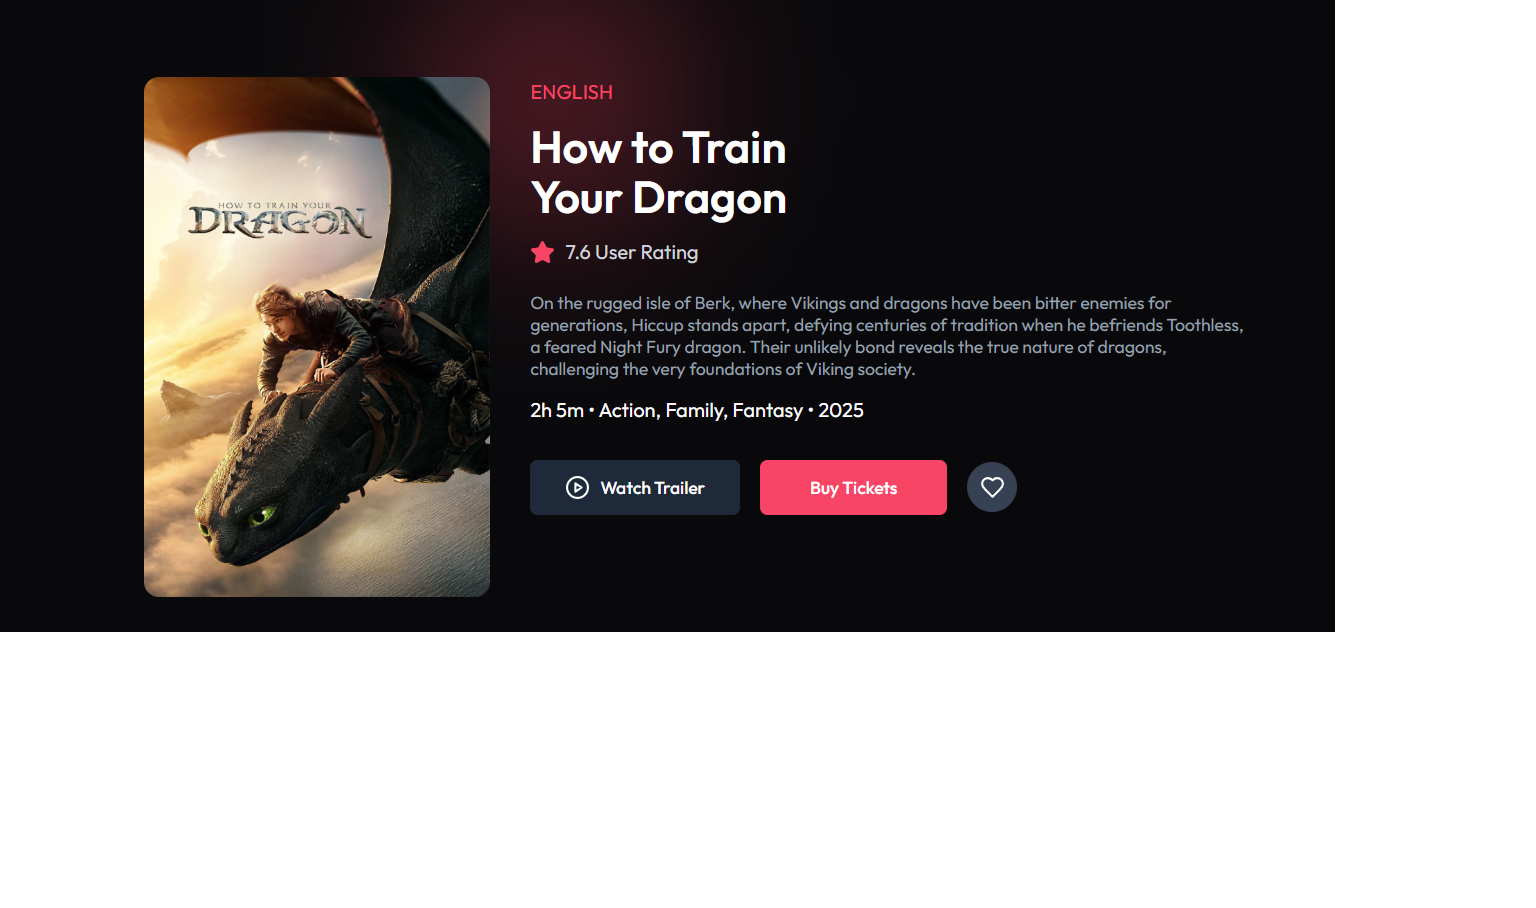 HOW TO TRAIN YOUR
DRAGON
ENGLISH
How to Train
Your Dragon
7.6 User Rating
On the rugged isle of Berk, where Vikings and dragons have been bitter enemies for
generations, Hiccup stands apart, defying centuries of tradition when he befriends Toothless,
a feared Night Fury dragon. Their unlikely bond reveals the true nature of dragons,
challenging the very foundations of Viking society.
2h 5m • Action, Family, Fantasy • 2025
Watch Trailer
Buy Tickets